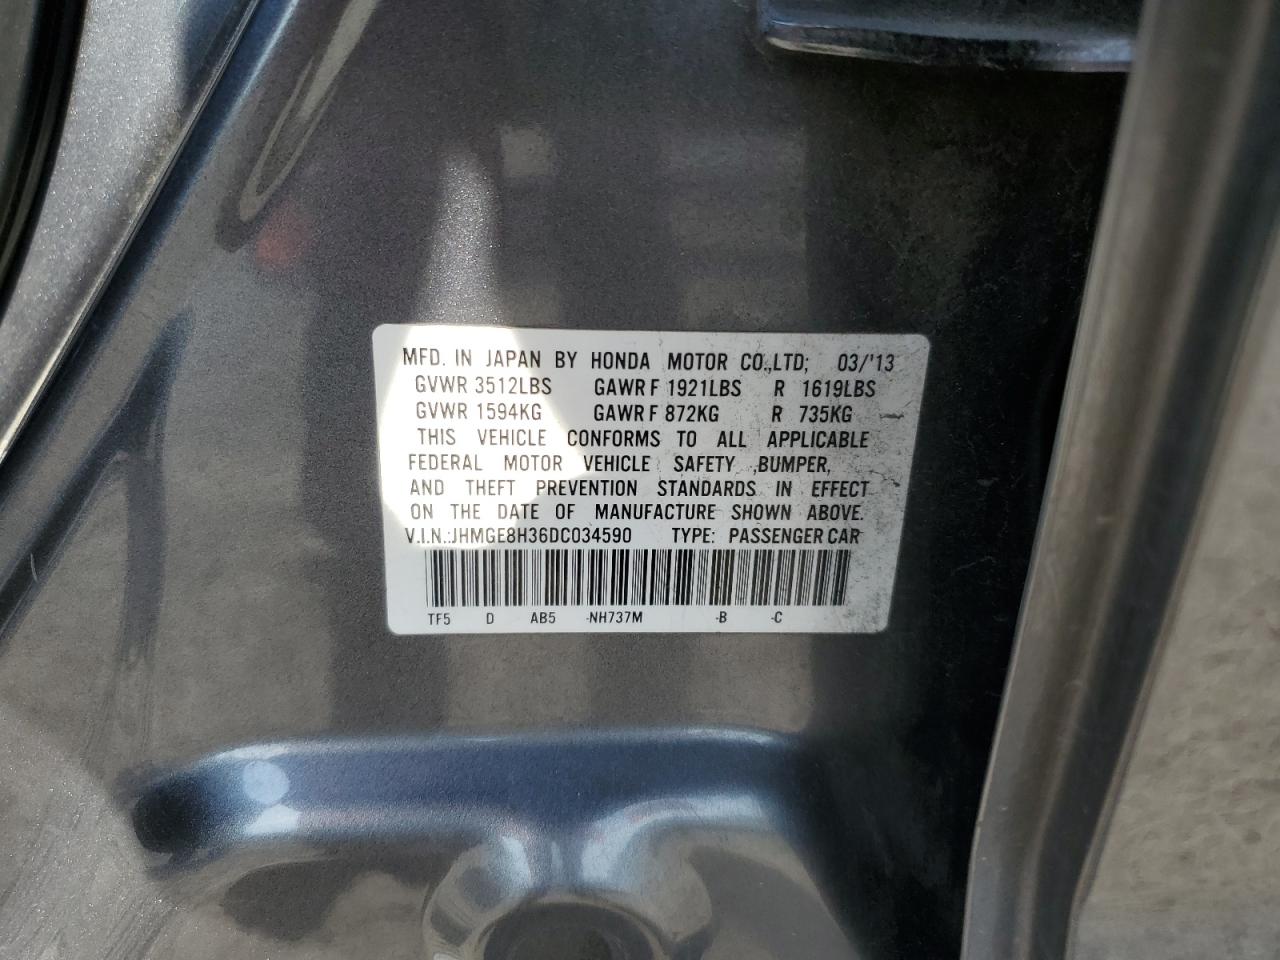 MFD. IN JAPAN BY HONDA MOTOR CO.,LTD; 03/'13
GVWR 3512LBS GAWR F 1921LBS R 1619LBS
GVWR 1594KG GAWR F 872KG R 735KG
THIS VEHICLE CONFORMS TO ALL APPLICABLE
FEDERAL MOTOR VEHICLE SAFETY ,BUMPER,
AND THEFT PREVENTION STANDARDS IN EFFECT
ON THE DATE OF MANUFACTURE SHOWN ABOVE.
V.I.N.:JHMGE8H36DC034590 TYPE: PASSENGER CAR
TF5 D AB5 -NH737M -B -C